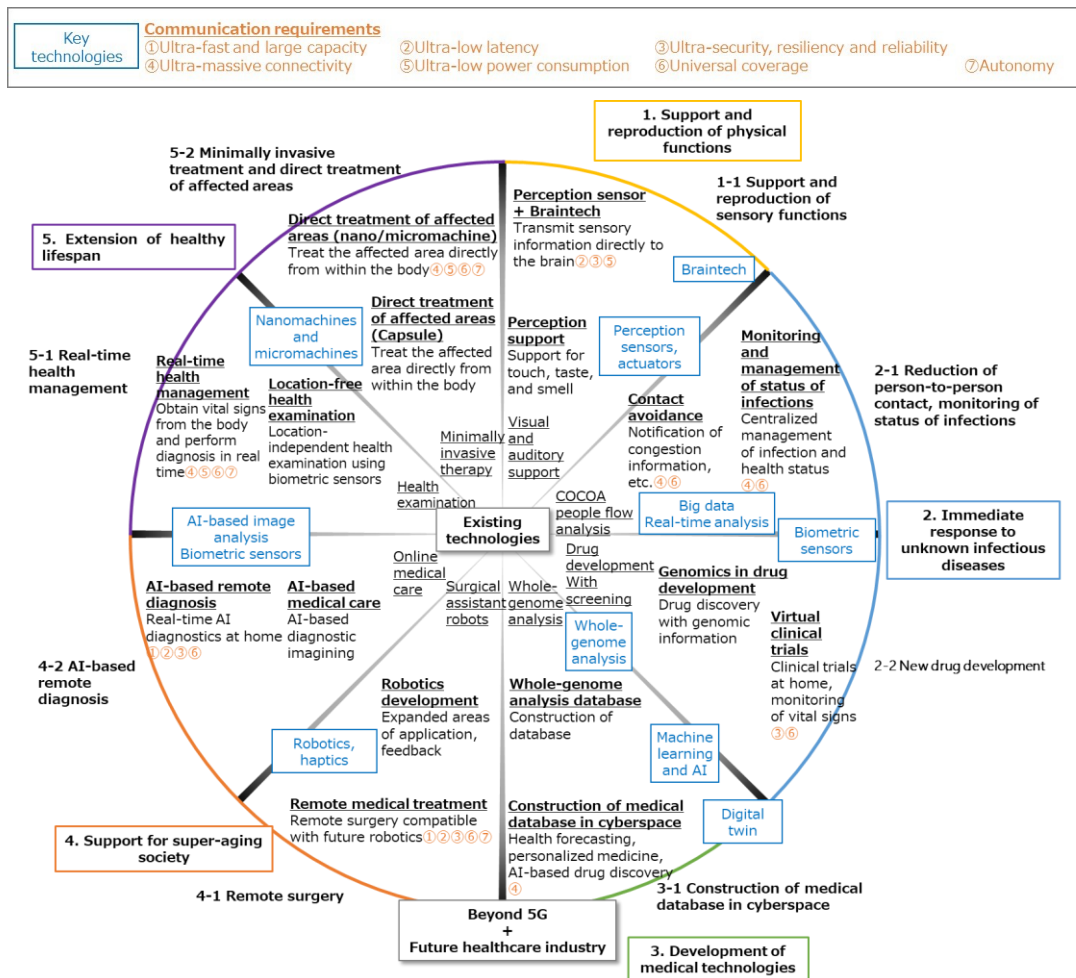 Key
technologies
Communication requirements
①Ultra-fast and large capacity
②Ultra-low latency
③Ultra-security, resiliency and reliability
④Ultra-massive connectivity
⑤Ultra-low power consumption
⑥Universal coverage
⑦Autonomy
1. Support and
reproduction of physical
functions
5-2 Minimally invasive
treatment and direct treatment
of affected areas
1-1 Support and
reproduction of
sensory functions
Perception sensor
+ Braintech
Transmit sensory
information directly to
the brain②③⑤
Direct treatment of affected
areas (nano/micromachine)
Treat the affected area directly
from within the body④⑤⑥⑦
5. Extension of healthy
lifespan
Braintech
Nanomachines
and
micromachines
Direct treatment
of affected areas
(Capsule)
Treat the affected
area directly from
within the body
Perception
support
Support for
touch, taste,
and smell
Perception
sensors,
actuators
Monitoring and
management
of status of
infections
Centralized
management
of infection and
health status
④⑥
5-1 Real-time
health
management
Real-time
health
management
Obtain vital signs
from the body
and perform
diagnosis in real
time④⑤⑥⑦
Location-free
health
examination
Location-
independent health
examination using
biometric sensors
2-1 Reduction of
person-to-person
contact, monitoring of
status of infections
Contact
avoidance
Notification of
congestion
information,
etc.④⑥
Minimally
invasive
therapy
Visual
and
auditory
support
Health
examination
COCOA
people flow
analysis
Big data
Real-time analysis
Biometric
sensors
2. Immediate
response to
unknown infectious
diseases
AI-based image
analysis
Biometric sensors
Existing
technologies
Online
medical
care
Surgical
assistant
robots
Whole-
genome
analysis
Drug
development
With
screening
Genomics in drug
development
Drug discovery
with genomic
information
AI-based remote
diagnosis
Real-time AI
diagnostics at home
①②③⑥
AI-based
medical care
AI-based
diagnostic
imagining
Whole-
genome
analysis
Virtual
clinical
trials
Clinical trials
at home,
monitoring
of vital signs
③⑥
2-2 New drug development
4-2 AI-based
remote
diagnosis
Robotics
development
Expanded areas
of application,
feedback
Whole-genome
analysis database
Construction of
database
Robotics,
haptics
Machine
learning
and AI
Remote medical treatment
Remote surgery compatible
with future robotics①②③⑥⑦
Construction of medical
database in cyberspace
Health forecasting,
personalized medicine,
AI-based drug discovery
④
Digital
twin
4. Support for super-aging
society
4-1 Remote surgery
3-1 Construction of medical
database in cyberspace
Beyond 5G
+
Future healthcare industry
3. Development of
medical technologies